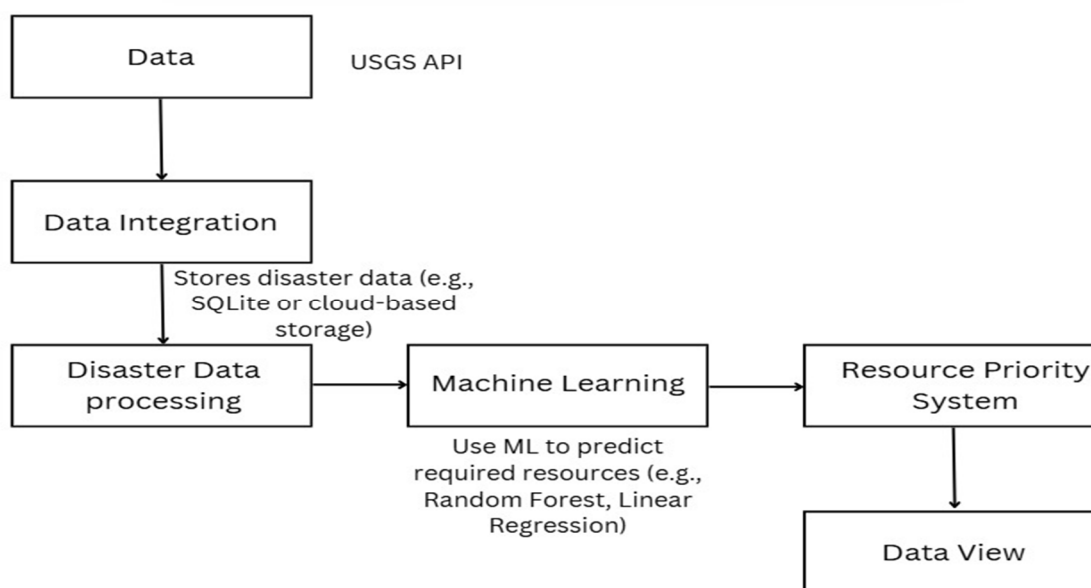 Data
USGS API
Data Integration
Stores disaster data (e.g.,
SQLite or cloud-based
storage)
Disaster Data
processing
Machine Learning
Resource Priority
System
Use ML to predict
required resources (e.g.,
Random Forest, Linear
Regression)
Data View